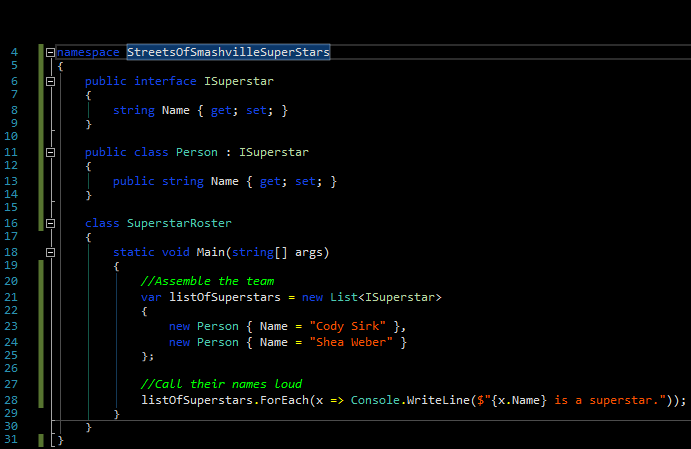 4 namespace StreetsOfSmashvilleSuperStars
5 {
6 public interface ISuperstar
7 {
8 string Name { get; set; }
9 }
10
11 public class Person : ISuperstar
12 {
13 public string Name { get; set; }
14 }
15
16 class SuperstarRoster
17 {
18 static void Main(string[] args)
19 {
20 //Assemble the team
21 var listOfSuperstars = new List<ISuperstar>
22 {
23 new Person { Name = "Cody Sirk" },
24 new Person { Name = "Shea Weber" }
25 };
26
27 //Call their names loud
28 listOfSuperstars.ForEach(x => Console.WriteLine($"{x.Name} is a superstar."));
29 }
30 }
31 }